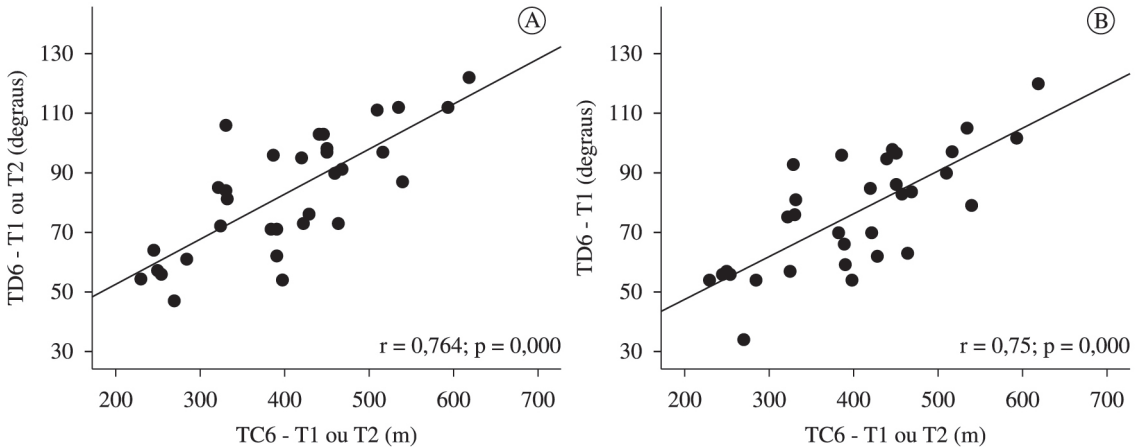 A
TD6 - T1 ou T2 (degraus)
130
110
90
70
50
30
r = 0,764; p = 0,000
200 300 400 500 600 700
TC6 - T1 ou T2 (m)
B
TD6 - T1 (degraus)
130
110
90
70
50
30
r = 0,75; p = 0,000
200 300 400 500 600 700
TC6 - T1 ou T2 (m)